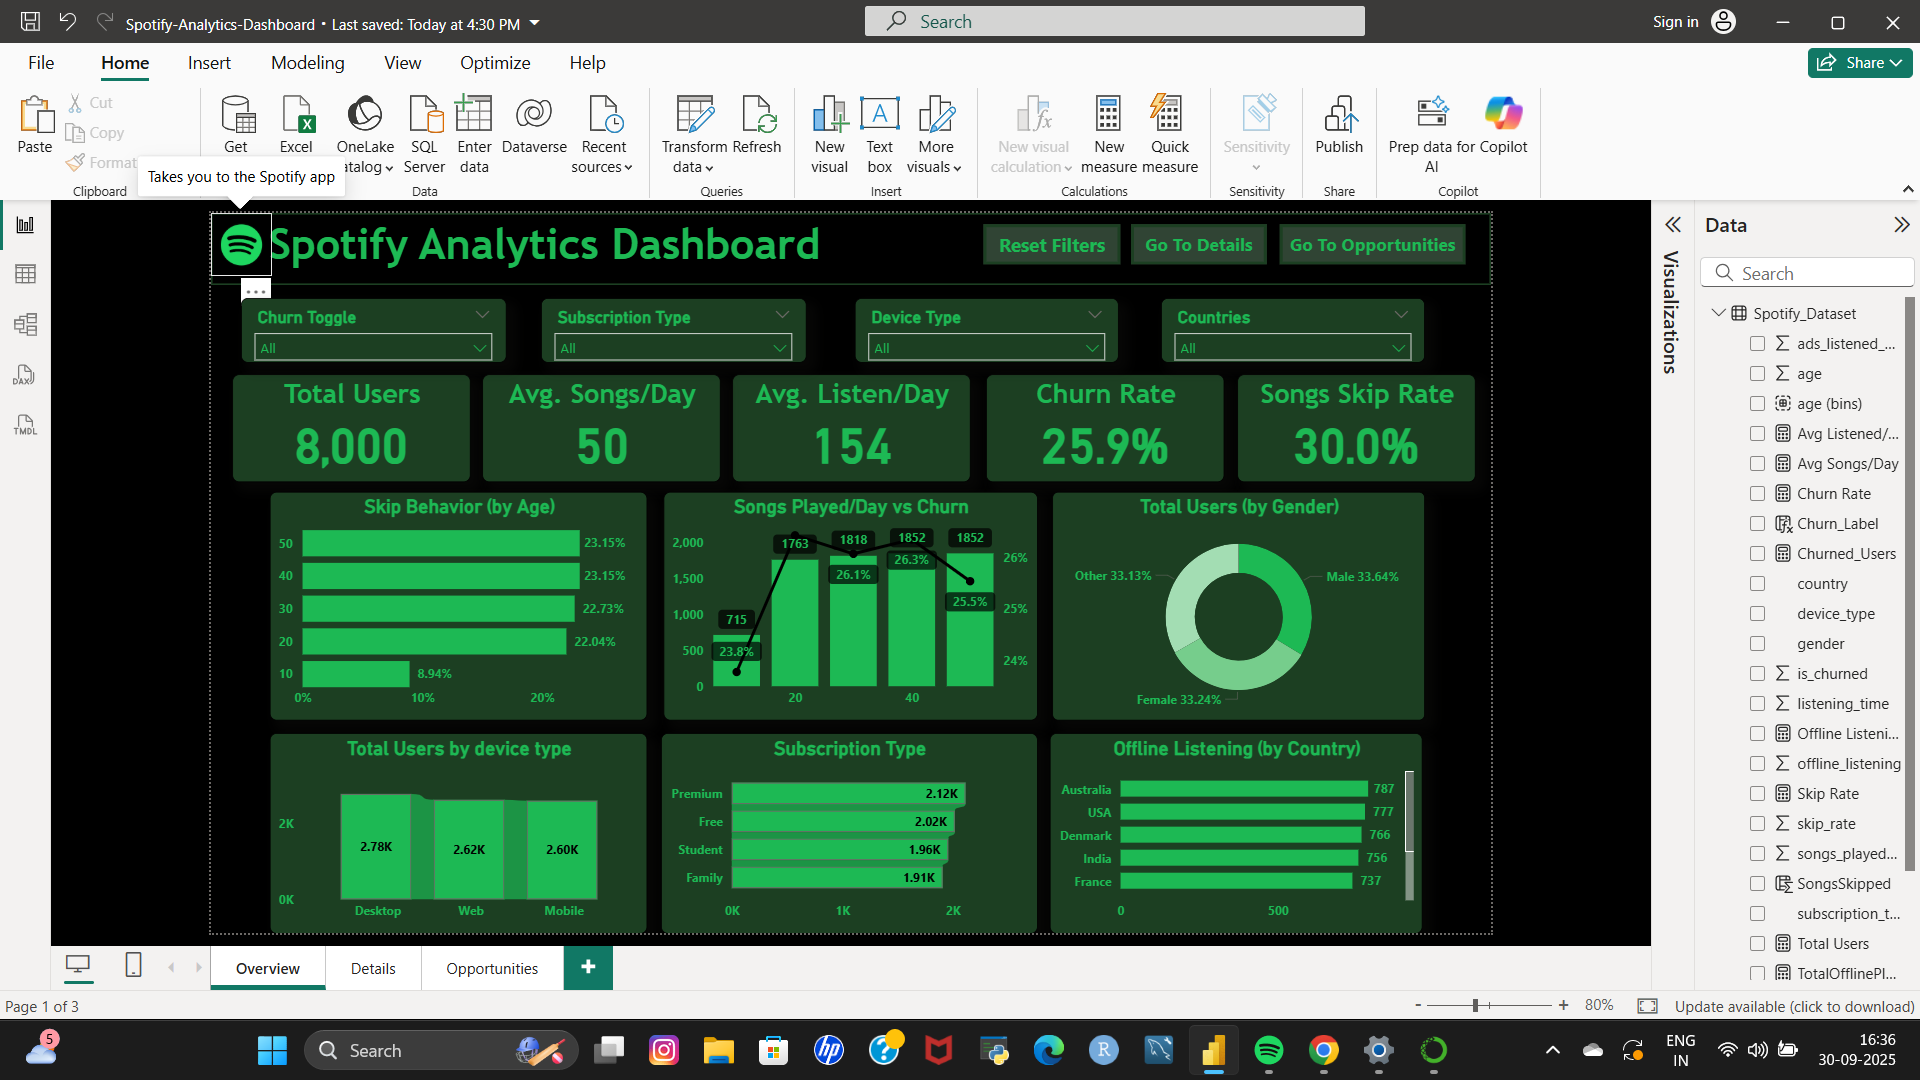 Spotify-Analytics-Dashboard • Last saved: Today at 4:30 PM
Search
Sign in
File
Home
Insert
Modeling
View
Optimize
Help
Share
Paste
Cut
Copy
Format
Clipboard
Get
Excel
OneLake
atalog
SQL
Server
Enter
data
Dataverse
Recent
sources
Data
Transform
data
Refresh
Queries
New
visual
Text
box
More
visuals
Insert
New visual
calculation
New
measure
Quick
measure
Calculations
Sensitivity
Sensitivity
Publish
Share
Prep data for
AI
Copilot
Copilot
Takes you to the Spotify app
Spotify Analytics Dashboard
Reset Filters
Go To Details
Go To Opportunities
Churn Toggle
All
Subscription Type
All
Device Type
All
Countries
All
Total Users
8,000
Avg. Songs/Day
50
Avg. Listen/Day
154
Churn Rate
25.9%
Songs Skip Rate
30.0%
Skip Behavior (by Age)
50 23.15%
40 23.15%
30 22.73%
20 22.04%
10 8.94%
0% 10% 20%
Songs Played/Day vs Churn
2,000
1,500
1,000
500
0
715
1763
1818
1852
1852
23.8%
26.1%
26.3%
25.5%
26%
25%
24%
20 40
Total Users (by Gender)
Other 33.13%
Male 33.64%
Female 33.24%
Total Users by device type
2K
0K
2.78K
2.62K
2.60K
Desktop
Web
Mobile
Subscription Type
Premium 2.12K
Free 2.02K
Student 1.96K
Family 1.91K
0K 1K 2K
Offline Listening (by Country)
Australia 787
USA 777
Denmark 766
India 756
France 737
0 500
Visualizations
Data
Search
Spotify_Dataset
ads_listened_...
age
age (bins)
Avg Listened/...
Avg Songs/Day
Churn Rate
Churn_Label
Churned_Users
country
device_type
gender
is_churned
listening_time
Offline Listeni...
offline_listening
Skip Rate
skip_rate
songs_played...
SongsSkipped
subscription_t...
Total Users
TotalOfflinePl...
Overview
Details
Opportunities
+
Page 1 of 3
- + 80%
Update available (click to download)
5
Search
hp
R
ENG
IN
16:36
30-09-2025
DAX
TMDL